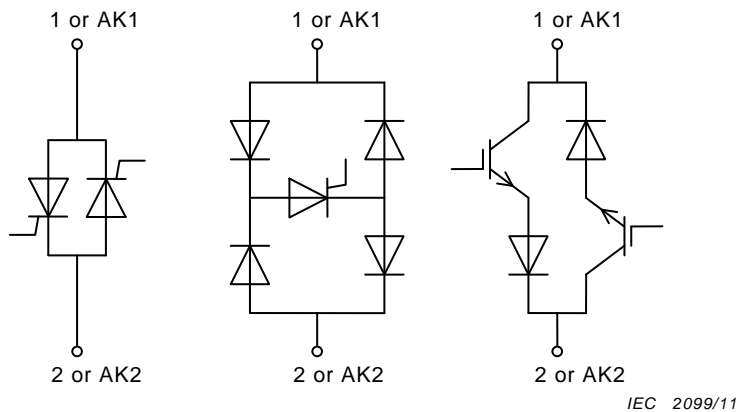 1 or AK1 1 or AK1 1 or AK1
2 or AK2 2 or AK2 2 or AK2
IEC 2099/11